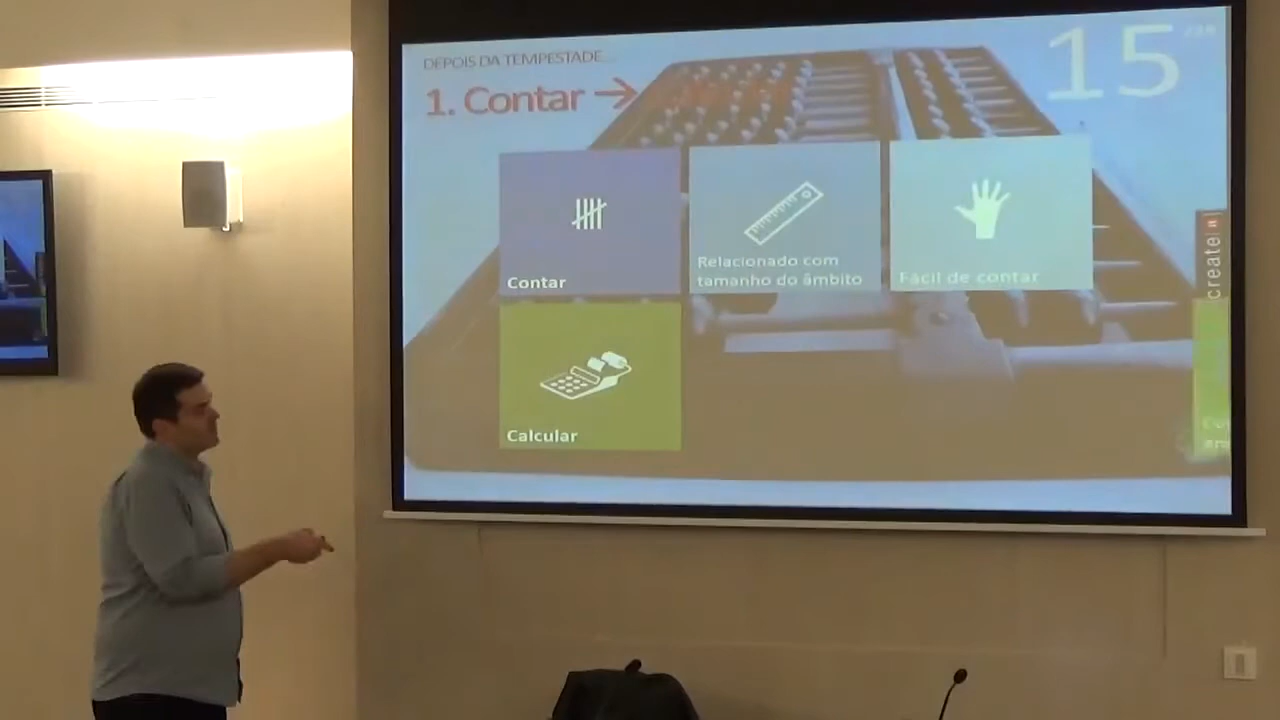 DEPOIS DA TEMPESTADE...
15
1. Contar →
Contar
Relacionado com
tamanho do âmbito
Fácil de contar
Calcular
create